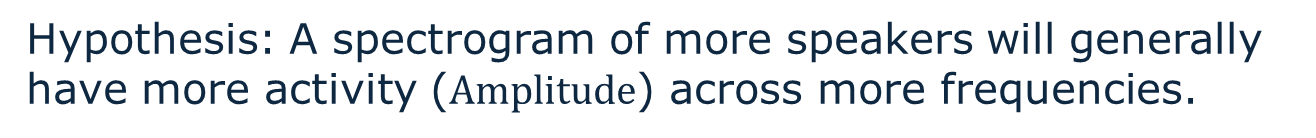 Hypothesis: A spectrogram of more speakers will generally
have more activity (Amplitude) across more frequencies.